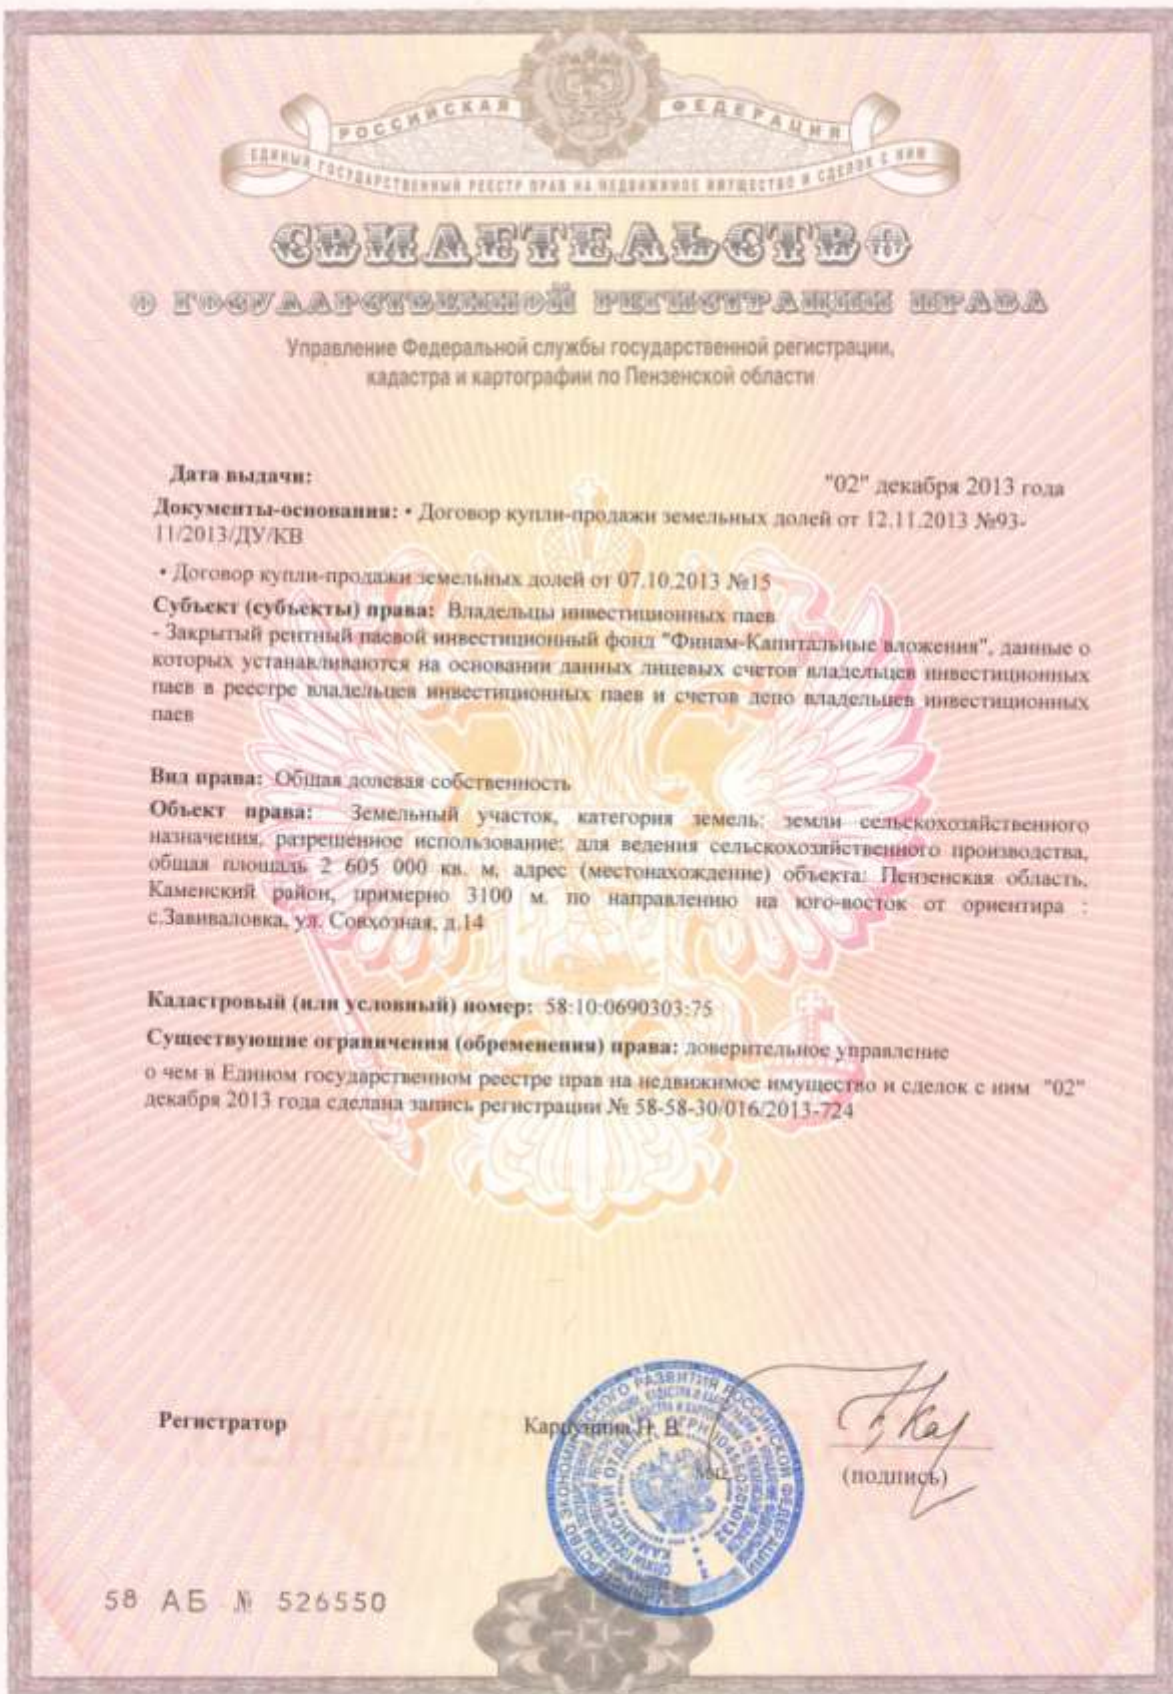 РОССИЙСКАЯ ФЕДЕРАЦИЯ
ЕДИНЫЙ ГОСУДАРСТВЕННЫЙ РЕЕСТР ПРАВ НА НЕДВИЖИМОЕ ИМУЩЕСТВО И СДЕЛОК С НИМ
СВИДЕТЕЛЬСТВО
О ГОСУДАРСТВЕННОЙ РЕГИСТРАЦИИ ПРАВА
Управление Федеральной службы государственной регистрации,
кадастра и картографии по Пензенской области
Дата выдачи:
"02" декабря 2013 года
Документы-основания: • Договор купли-продажи земельных долей от 12.11.2013 №93-
11/2013/ДУ/КВ
• Договор купли-продажи земельных долей от 07.10.2013 №15
Субъект (субъекты) права: Владельцы инвестиционных паев
- Закрытый рентный паевой инвестиционный фонд "Финам-Капитальные вложения", данные о
которых устанавливаются на основании данных лицевых счетов владельцев инвестиционных
паев в реестре владельцев инвестиционных паев и счетов депо владельцев инвестиционных
паев
Вид права: Общая долевая собственность
Объект права: Земельный участок, категория земель: земли сельскохозяйственного
назначения, разрешенное использование: для ведения сельскохозяйственного производства,
общая площадь 2 605 000 кв. м, адрес (местонахождение) объекта: Пензенская область,
Каменский район, примерно 3100 м. по направлению на юго-восток от ориентира :
с.Завиваловка, ул. Совхозная, д.14
Кадастровый (или условный) номер: 58:10:0690303:75
Существующие ограничения (обременения) права: доверительное управление
о чем в Едином государственном реестре прав на недвижимое имущество и сделок с ним "02"
декабря 2013 года сделана запись регистрации № 58-58-30/016/2013-724
Регистратор
Карпунина Н. В.
М.П.
(подпись)
МИНИСТЕРСТВО ЭКОНОМИЧЕСКОГО РАЗВИТИЯ РОССИЙСКОЙ ФЕДЕРАЦИИ
КАМЕНСКИЙ ОТДЕЛ
58 АБ № 526550